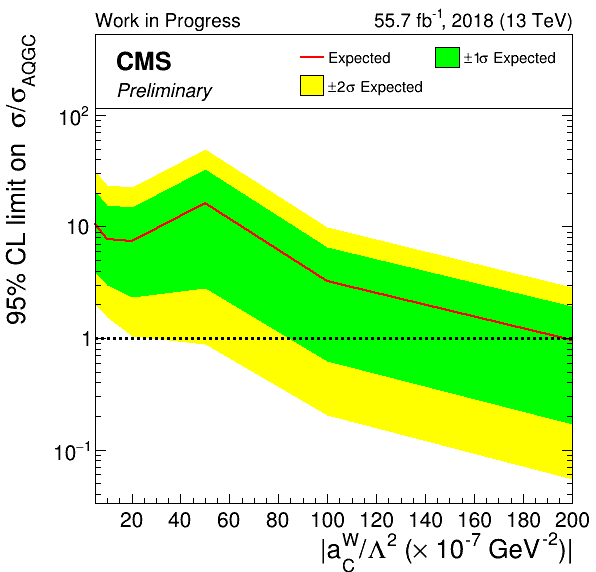 Work in Progress 55.7 fb⁻¹, 2018 (13 TeV)
CMS
Preliminary
Expected
±1σ Expected
±2σ Expected
95% CL limit on σ/σ_AQGC
10²
10
1
10⁻¹
20 40 60 80 100 120 140 160 180 200
|a_C^W/Λ² (× 10⁻⁷ GeV⁻²)|